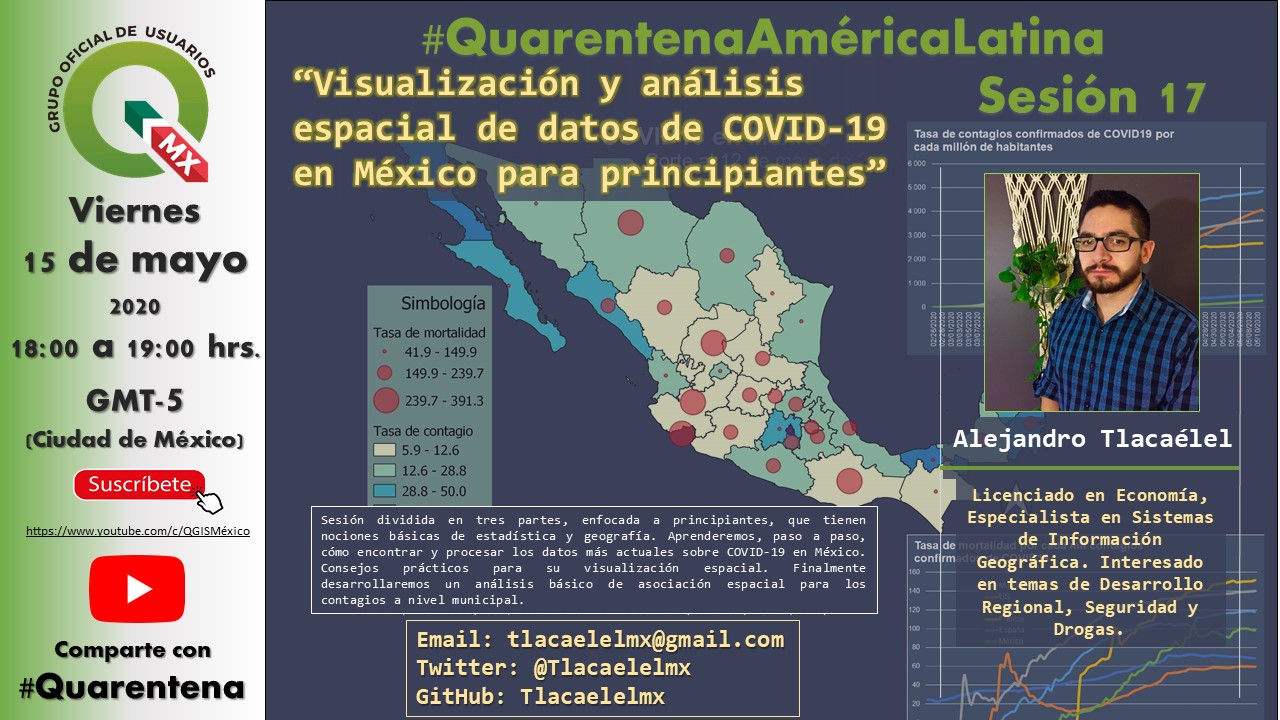 GRUPO OFICIAL DE USUARIOS
MX
Viernes
15 de mayo
2020
18:00 a 19:00 hrs.
GMT-5
(Ciudad de México)
Suscríbete
https://www.youtube.com/c/QGISMéxico
Comparte con
#Quarentena
#QuarentenaAméricaLatina
Sesión 17
“Visualización y análisis
espacial de datos de COVID-19
en México para principiantes”
Simbología
Tasa de mortalidad
41.9 - 149.9
149.9 - 239.7
239.7 - 391.3
Tasa de contagio
5.9 - 12.6
12.6 - 28.8
28.8 - 50.0
Sesión dividida en tres partes, enfocada a principiantes, que tienen
nociones básicas de estadística y geografía. Aprenderemos, paso a paso,
cómo encontrar y procesar los datos más actuales sobre COVID-19 en México.
Consejos prácticos para su visualización espacial. Finalmente
desarrollaremos un análisis básico de asociación espacial para los
contagios a nivel municipal.
Email: tlacaelelmx@gmail.com
Twitter: @Tlacaelelmx
GitHub: Tlacaelelmx
Tasa de contagios confirmados de COVID19 por
cada millón de habitantes
6 000
5 000
4 000
3 000
2 000
1 000
0
Alejandro Tlacaélel
Licenciado en Economía,
Especialista en Sistemas
de Información
Geográfica. Interesado
en temas de Desarrollo
Regional, Seguridad y
Drogas.
Tasa de mortalidad por cada mil contagios
160
140
120
100
80
60
40
20